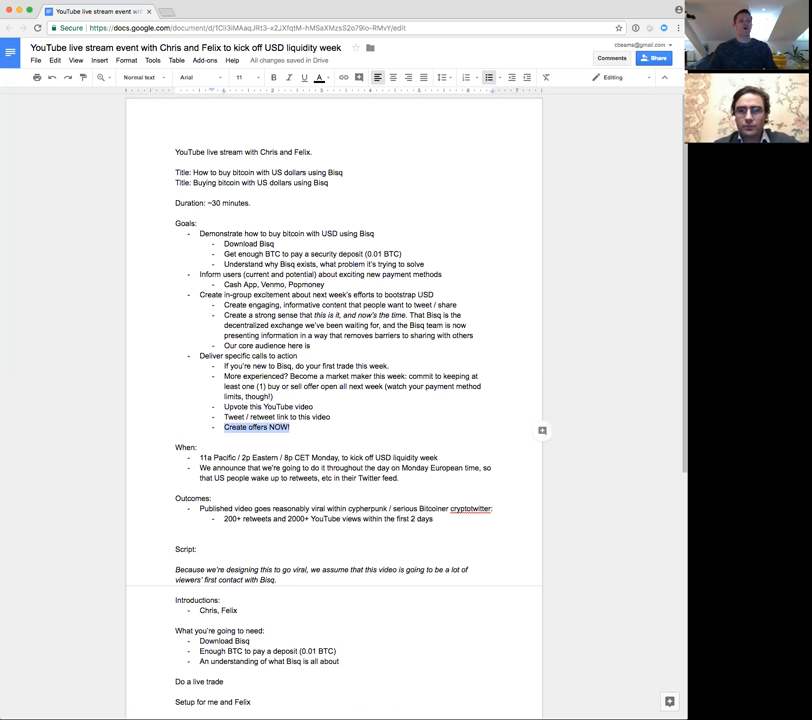 YouTube live stream event with C
Secure
https://docs.google.com/document/d/
/edit
YouTube live stream event with Chris and Felix to kick off USD liquidity week
cbeams@gmail.com
File Edit View Insert Format Tools Table Add-ons Help All changes saved in Drive
Comments
Share
Normal text Arial 11 B I U A Editing
1 2 3 4 5 6 7
YouTube live stream with Chris and Felix.
Title: How to buy bitcoin with US dollars using Bisq
Title: Buying bitcoin with US dollars using Bisq
Duration: ~30 minutes.
Goals:
- Demonstrate how to buy bitcoin with USD using Bisq
- Download Bisq
- Get enough BTC to pay a security deposit (0.01 BTC)
- Understand why Bisq exists, what problem it's trying to solve
- Inform users (current and potential) about exciting new payment methods
- Cash App, Venmo, Popmoney
- Create in-group excitement about next week's efforts to bootstrap USD
- Create engaging, informative content that people want to tweet / share
- Create a strong sense that this is it, and now's the time. That Bisq is the
decentralized exchange we've been waiting for, and the Bisq team is now
presenting information in a way that removes barriers to sharing with others
- Our core audience here is
- Deliver specific calls to action
- If you're new to Bisq, do your first trade this week.
- More experienced? Become a market maker this week: commit to keeping at
least one (1) buy or sell offer open all next week (watch your payment method
limits, though!)
- Upvote this YouTube video
- Tweet / retweet link to this video
- Create offers NOW!
When:
- 11a Pacific / 2p Eastern / 8p CET Monday, to kick off USD liquidity week
- We announce that we're going to do it throughout the day on Monday European time, so
that US people wake up to retweets, etc in their Twitter feed.
Outcomes:
- Published video goes reasonably viral within cypherpunk / serious Bitcoiner cryptotwitter:
- 200+ retweets and 2000+ YouTube views within the first 2 days
Script:
Because we're designing this to go viral, we assume that this video is going to be a lot of
viewers' first contact with Bisq.
Introductions:
- Chris, Felix
What you're going to need:
- Download Bisq
- Enough BTC to pay a deposit (0.01 BTC)
- An understanding of what Bisq is all about
Do a live trade
Setup for me and Felix